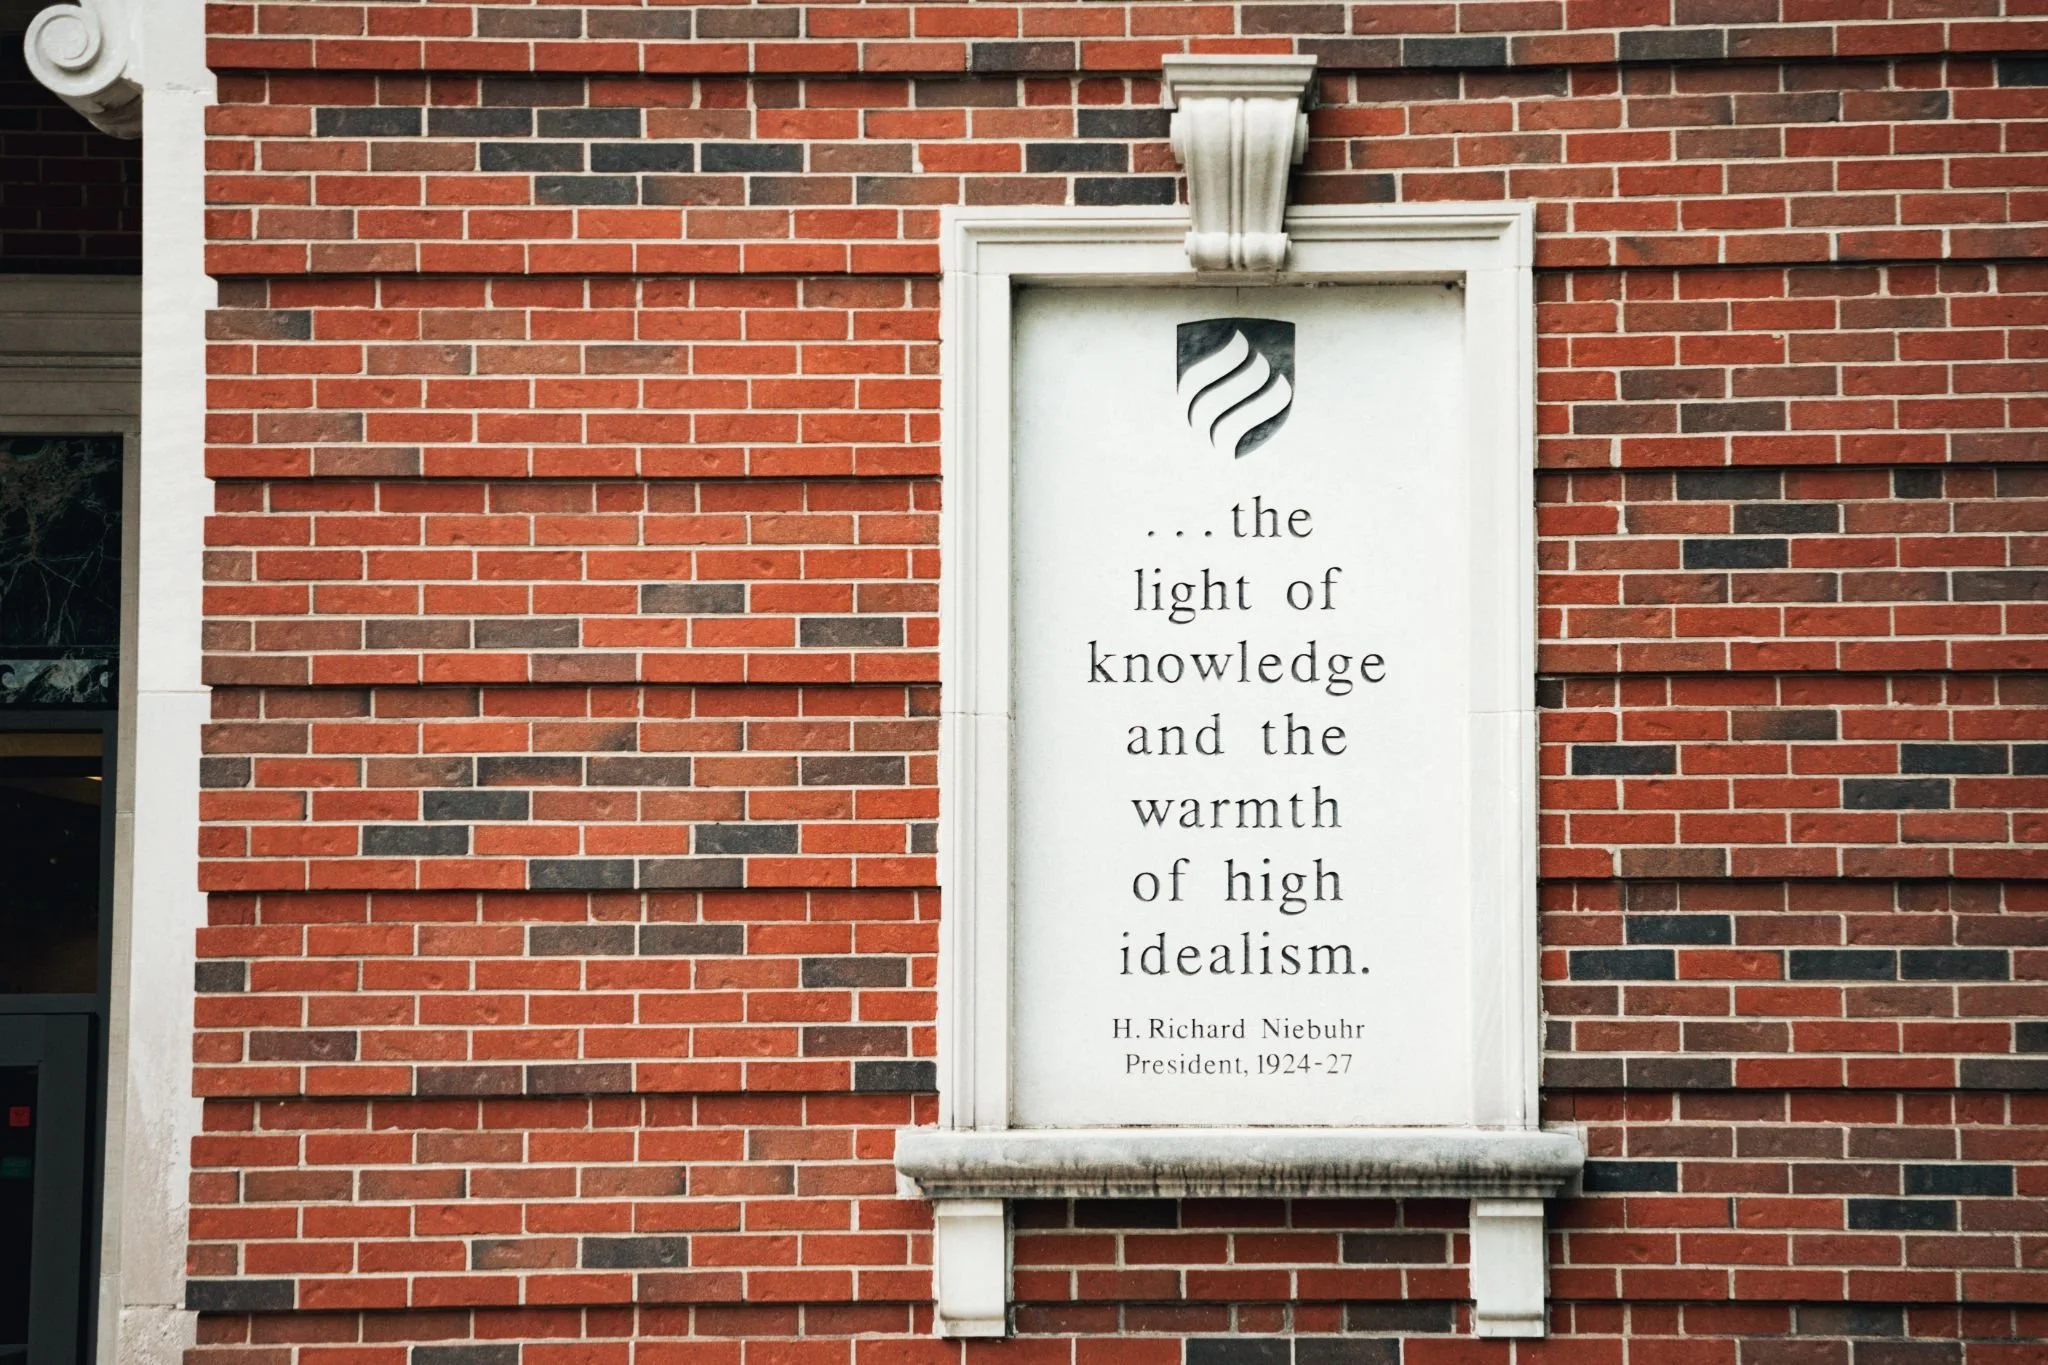 ...the
light of
knowledge
and the
warmth
of high
idealism.
H. Richard Niebuhr
President, 1924-27